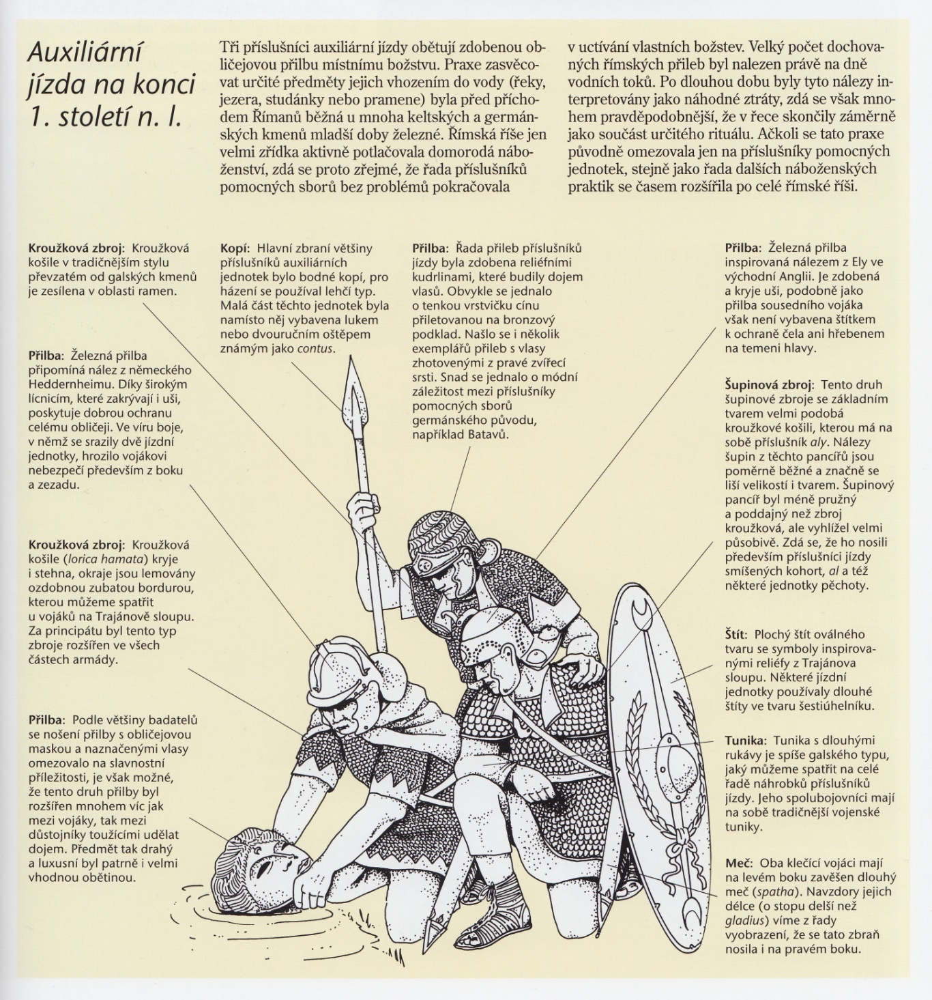 Auxiliární
jízda na konci
1. století n. l.
Tři příslušníci auxiliární jízdy obětují zdobenou ob-
ličejovou přilbu místnímu božstvu. Praxe zasvěco-
vat určité předměty jejich vhozením do vody (řeky,
jezera, studánky nebo pramene) byla před přícho-
dem Římanů běžná u mnoha keltských a germán-
ských kmenů mladší doby železné. Římská říše jen
velmi zřídka aktivně potlačovala domorodá nábo-
ženství, zdá se proto zřejmé, že řada příslušníků
pomocných sborů bez problémů pokračovala
v uctívání vlastních božstev. Velký počet dochova-
ných římských přileb byl nalezen právě na dně
vodních toků. Po dlouhou dobu byly tyto nálezy in-
terpretovány jako náhodné ztráty, zdá se však mno-
hem pravděpodobnější, že v řece skončily záměrně
jako součást určitého rituálu. Ačkoli se tato praxe
původně omezovala jen na příslušníky pomocných
jednotek, stejně jako řada dalších náboženských
praktik se časem rozšířila po celé římské říši.
Kroužková zbroj: Kroužková
košile v tradičnějším stylu
převzatém od galských kmenů
je zesílena v oblasti ramen.
Přilba: Železná přilba
připomíná nález z německého
Heddernheimu. Díky širokým
lícnicím, které zakrývají i uši,
poskytuje dobrou ochranu
celému obličeji. Ve víru boje,
v němž se srazily dvě jízdní
jednotky, hrozilo vojákovi
nebezpečí především z boku
a zezadu.
Kroužková zbroj: Kroužková
košile (lorica hamata) kryje
i stehna, okraje jsou lemovány
ozdobnou zubatou bordurou,
kterou můžeme spatřit
u vojáků na Trajánově sloupu.
Za principátu byl tento typ
zbroje rozšířen ve všech
částech armády.
Přilba: Podle většiny badatelů
se nošení přilby s obličejovou
maskou a naznačenými vlasy
omezovalo na slavnostní
příležitosti, je však možné,
že tento druh přilby byl
rozšířen mnohem víc jak
mezi vojáky, tak mezi
důstojníky toužícími udělat
dojem. Předmět tak drahý
a luxusní byl patrně i velmi
vhodnou obětinou.
Kopí: Hlavní zbraní většiny
příslušníků auxiliárních
jednotek bylo bodné kopí, pro
házení se používal lehčí typ.
Malá část těchto jednotek byla
namísto něj vybavena lukem
nebo dvouručním oštěpem
známým jako contus.
Přilba: Řada přileb příslušníků
jízdy byla zdobena reliéfními
kudrlinami, které budily dojem
vlasů. Obvykle se jednalo
o tenkou vrstvičku cínu
přiletovanou na bronzový
podklad. Našlo se i několik
exemplářů přileb s vlasy
zhotovenými z pravé zvířecí
srsti. Snad se jednalo o módní
záležitost mezi příslušníky
pomocných sborů
germánského původu,
například Batavů.
Přilba: Železná přilba
inspirovaná nálezem z Ely ve
východní Anglii. Je zdobená
a kryje uši, podobně jako
přilba sousedního vojáka
však není vybavena štítkem
k ochraně čela ani hřebenem
na temeni hlavy.
Šupinová zbroj: Tento druh
šupinové zbroje se základním
tvarem velmi podobá
kroužkové košili, kterou má na
sobě příslušník aly. Nálezy
šupin z těchto pancířů jsou
poměrně běžné a značně se
liší velikostí i tvarem. Šupinový
pancíř byl méně pružný
a poddajný než zbroj
kroužková, ale vyhlížel velmi
působivě. Zdá se, že ho nosili
především příslušníci jízdy
smíšených kohort, al a též
některé jednotky pěchoty.
Štít: Plochý štít oválného
tvaru se symboly inspirova-
nými reliéfy z Trajánova
sloupu. Některé jízdní
jednotky používaly dlouhé
štíty ve tvaru šestiúhelníku.
Tunika: Tunika s dlouhými
rukávy je spíše galského typu,
jaký můžeme spatřit na celé
řadě náhrobků příslušníků
jízdy. Jeho spolubojovníci mají
na sobě tradičnější vojenské
tuniky.
Meč: Oba klečící vojáci mají
na levém boku zavěšen dlouhý
meč (spatha). Navzdory jejich
délce (o stopu delší než
gladius) víme z řady
vyobrazení, že se tato zbraň
nosila i na pravém boku.